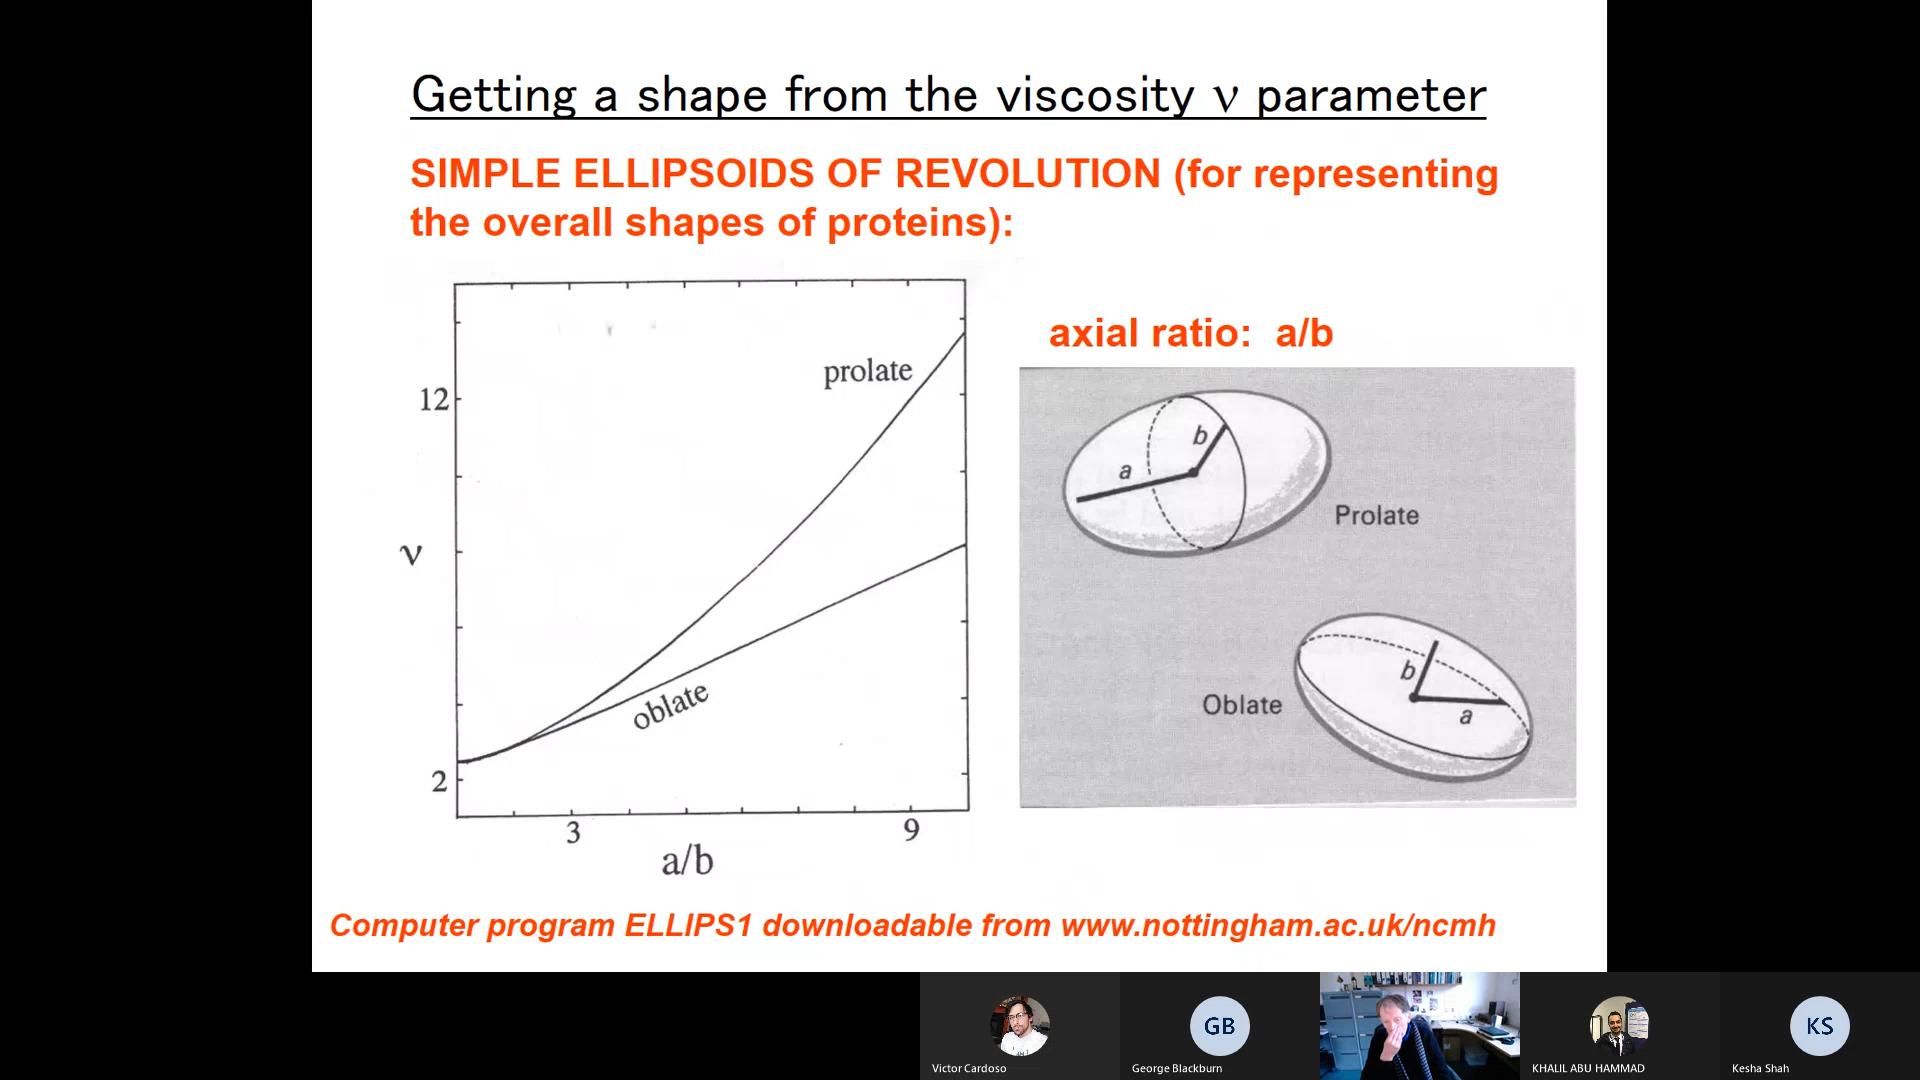 Getting a shape from the viscosity ν parameter
SIMPLE ELLIPSOIDS OF REVOLUTION (for representing
the overall shapes of proteins):
axial ratio: a/b
prolate
12
ν
oblate
2
3
9
a/b
b
a
Prolate
b
Oblate
a
Computer program ELLIPS1 downloadable from www.nottingham.ac.uk/ncmh
GB
KS
Victor Cardoso
George Blackburn
KHALIL ABU HAMMAD
Kesha Shah